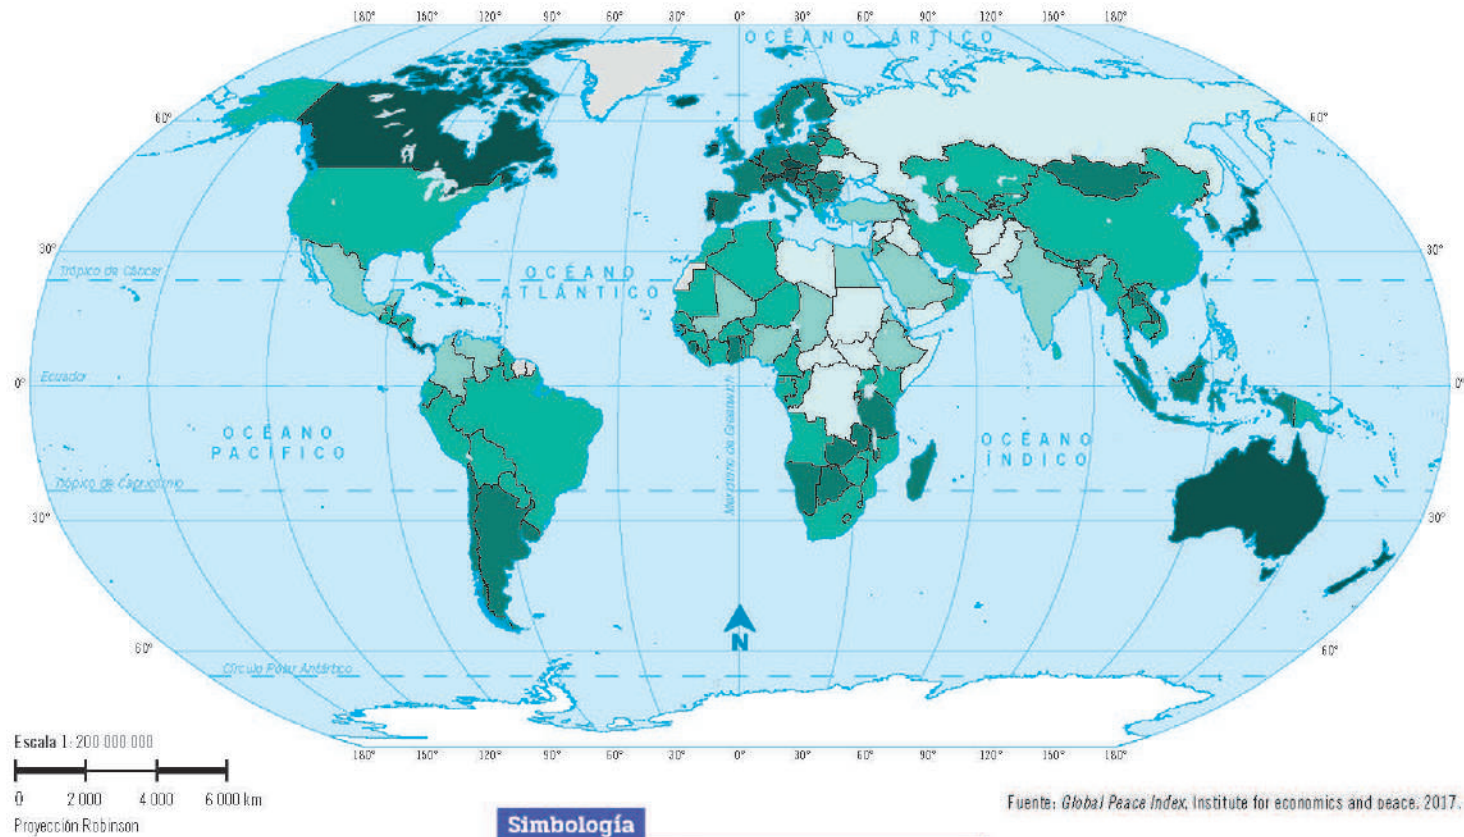 180° 150° 120° 90° 60° 30° 0° 30° 60° 90° 120° 150° 180°
OCÉANO ÁRTICO
60° 60°
30° 30°
Trópico de Cáncer
OCÉANO
ATLÁNTICO
Ecuador
0° 0°
Meridiano de Greenwich
OCÉANO
PACÍFICO
OCÉANO
ÍNDICO
Trópico de Capricornio
30° 30°
N
60° 60°
Círculo Polar Antártico
180° 150° 120° 90° 60° 30° 0° 30° 60° 90° 120° 150° 180°
Escala 1: 200 000 000
0 2 000 4 000 6 000 km
Proyección Robinson
Fuente: Global Peace Index, Institute for economics and peace. 2017.
Simbología